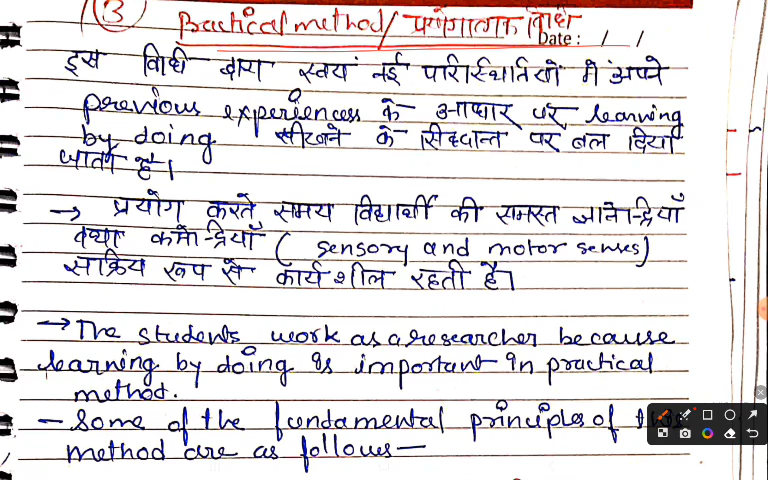 ③ Practical method/ प्रयोगात्मक विधि
Date: / /
इस विधि द्वारा स्वयं नई परिस्थितियों में अपने
previous experiences के आधार पर learning
by doing सीखने के सिद्धान्त पर बल दिया
जाता है।
→ प्रयोग करते समय विद्यार्थी की समस्त ज्ञानेन्द्रियाँ
तथा कर्मेन्द्रियाँ ( sensory and motor senses)
सक्रिय रूप से कार्यशील रहती है।
→ The students work as a researcher because
learning by doing is important in practical
method.
- Some of the fundamental principles of this
method are as follows—